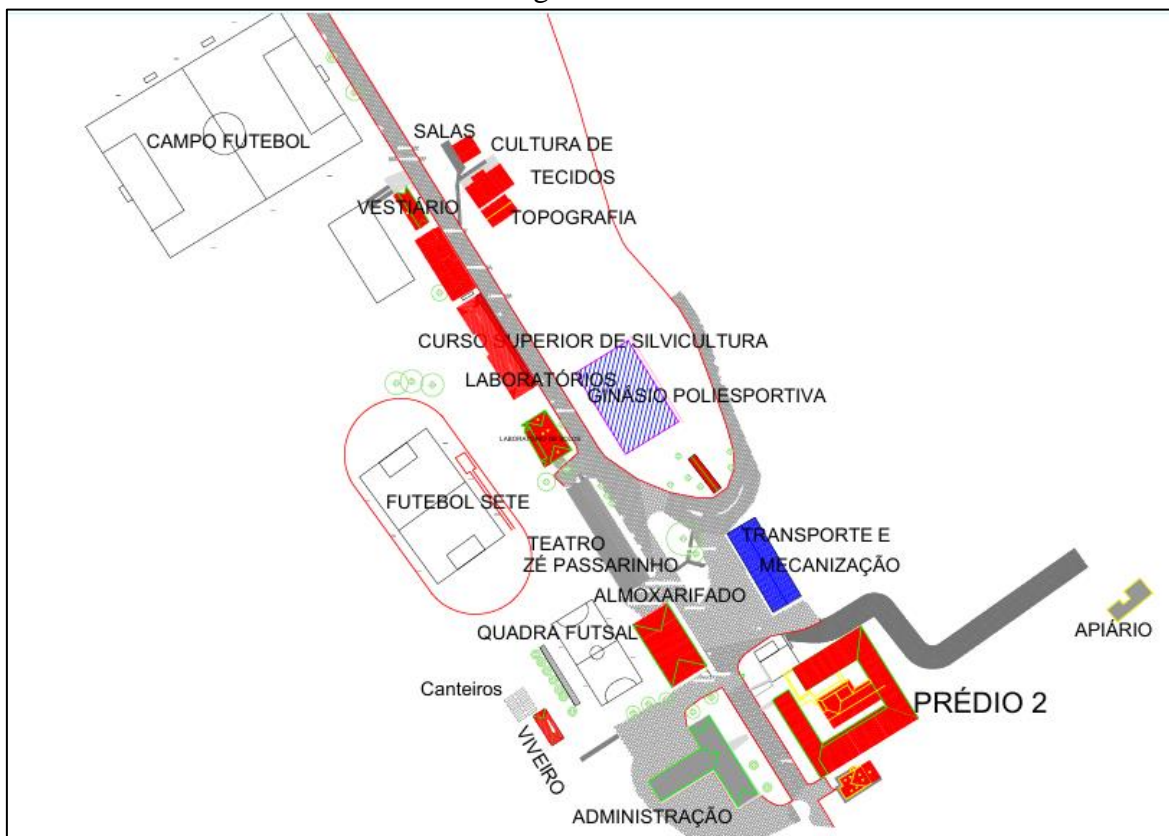 SALAS
CULTURA DE
CAMPO FUTEBOL
TECIDOS
VESTIÁRIO
TOPOGRAFIA
CURSO SUPERIOR DE SILVICULTURA
LABORATÓRIOS
GINÁSIO POLIESPORTIVA
FUTEBOL SETE
TEATRO
ZÉ PASSARINHO
TRANSPORTE E
MECANIZAÇÃO
ALMOXARIFADO
QUADRA FUTSAL
APIÁRIO
Canteiros
PRÉDIO 2
VIVEIRO
ADMINISTRAÇÃO